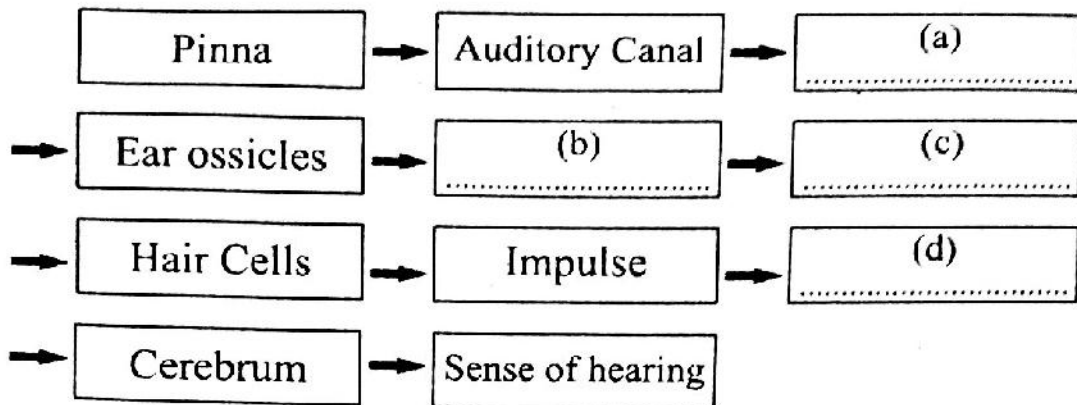 Pinna Auditory Canal (a)
Ear ossicles (b) (c)
Hair Cells Impulse (d)
Cerebrum Sense of hearing